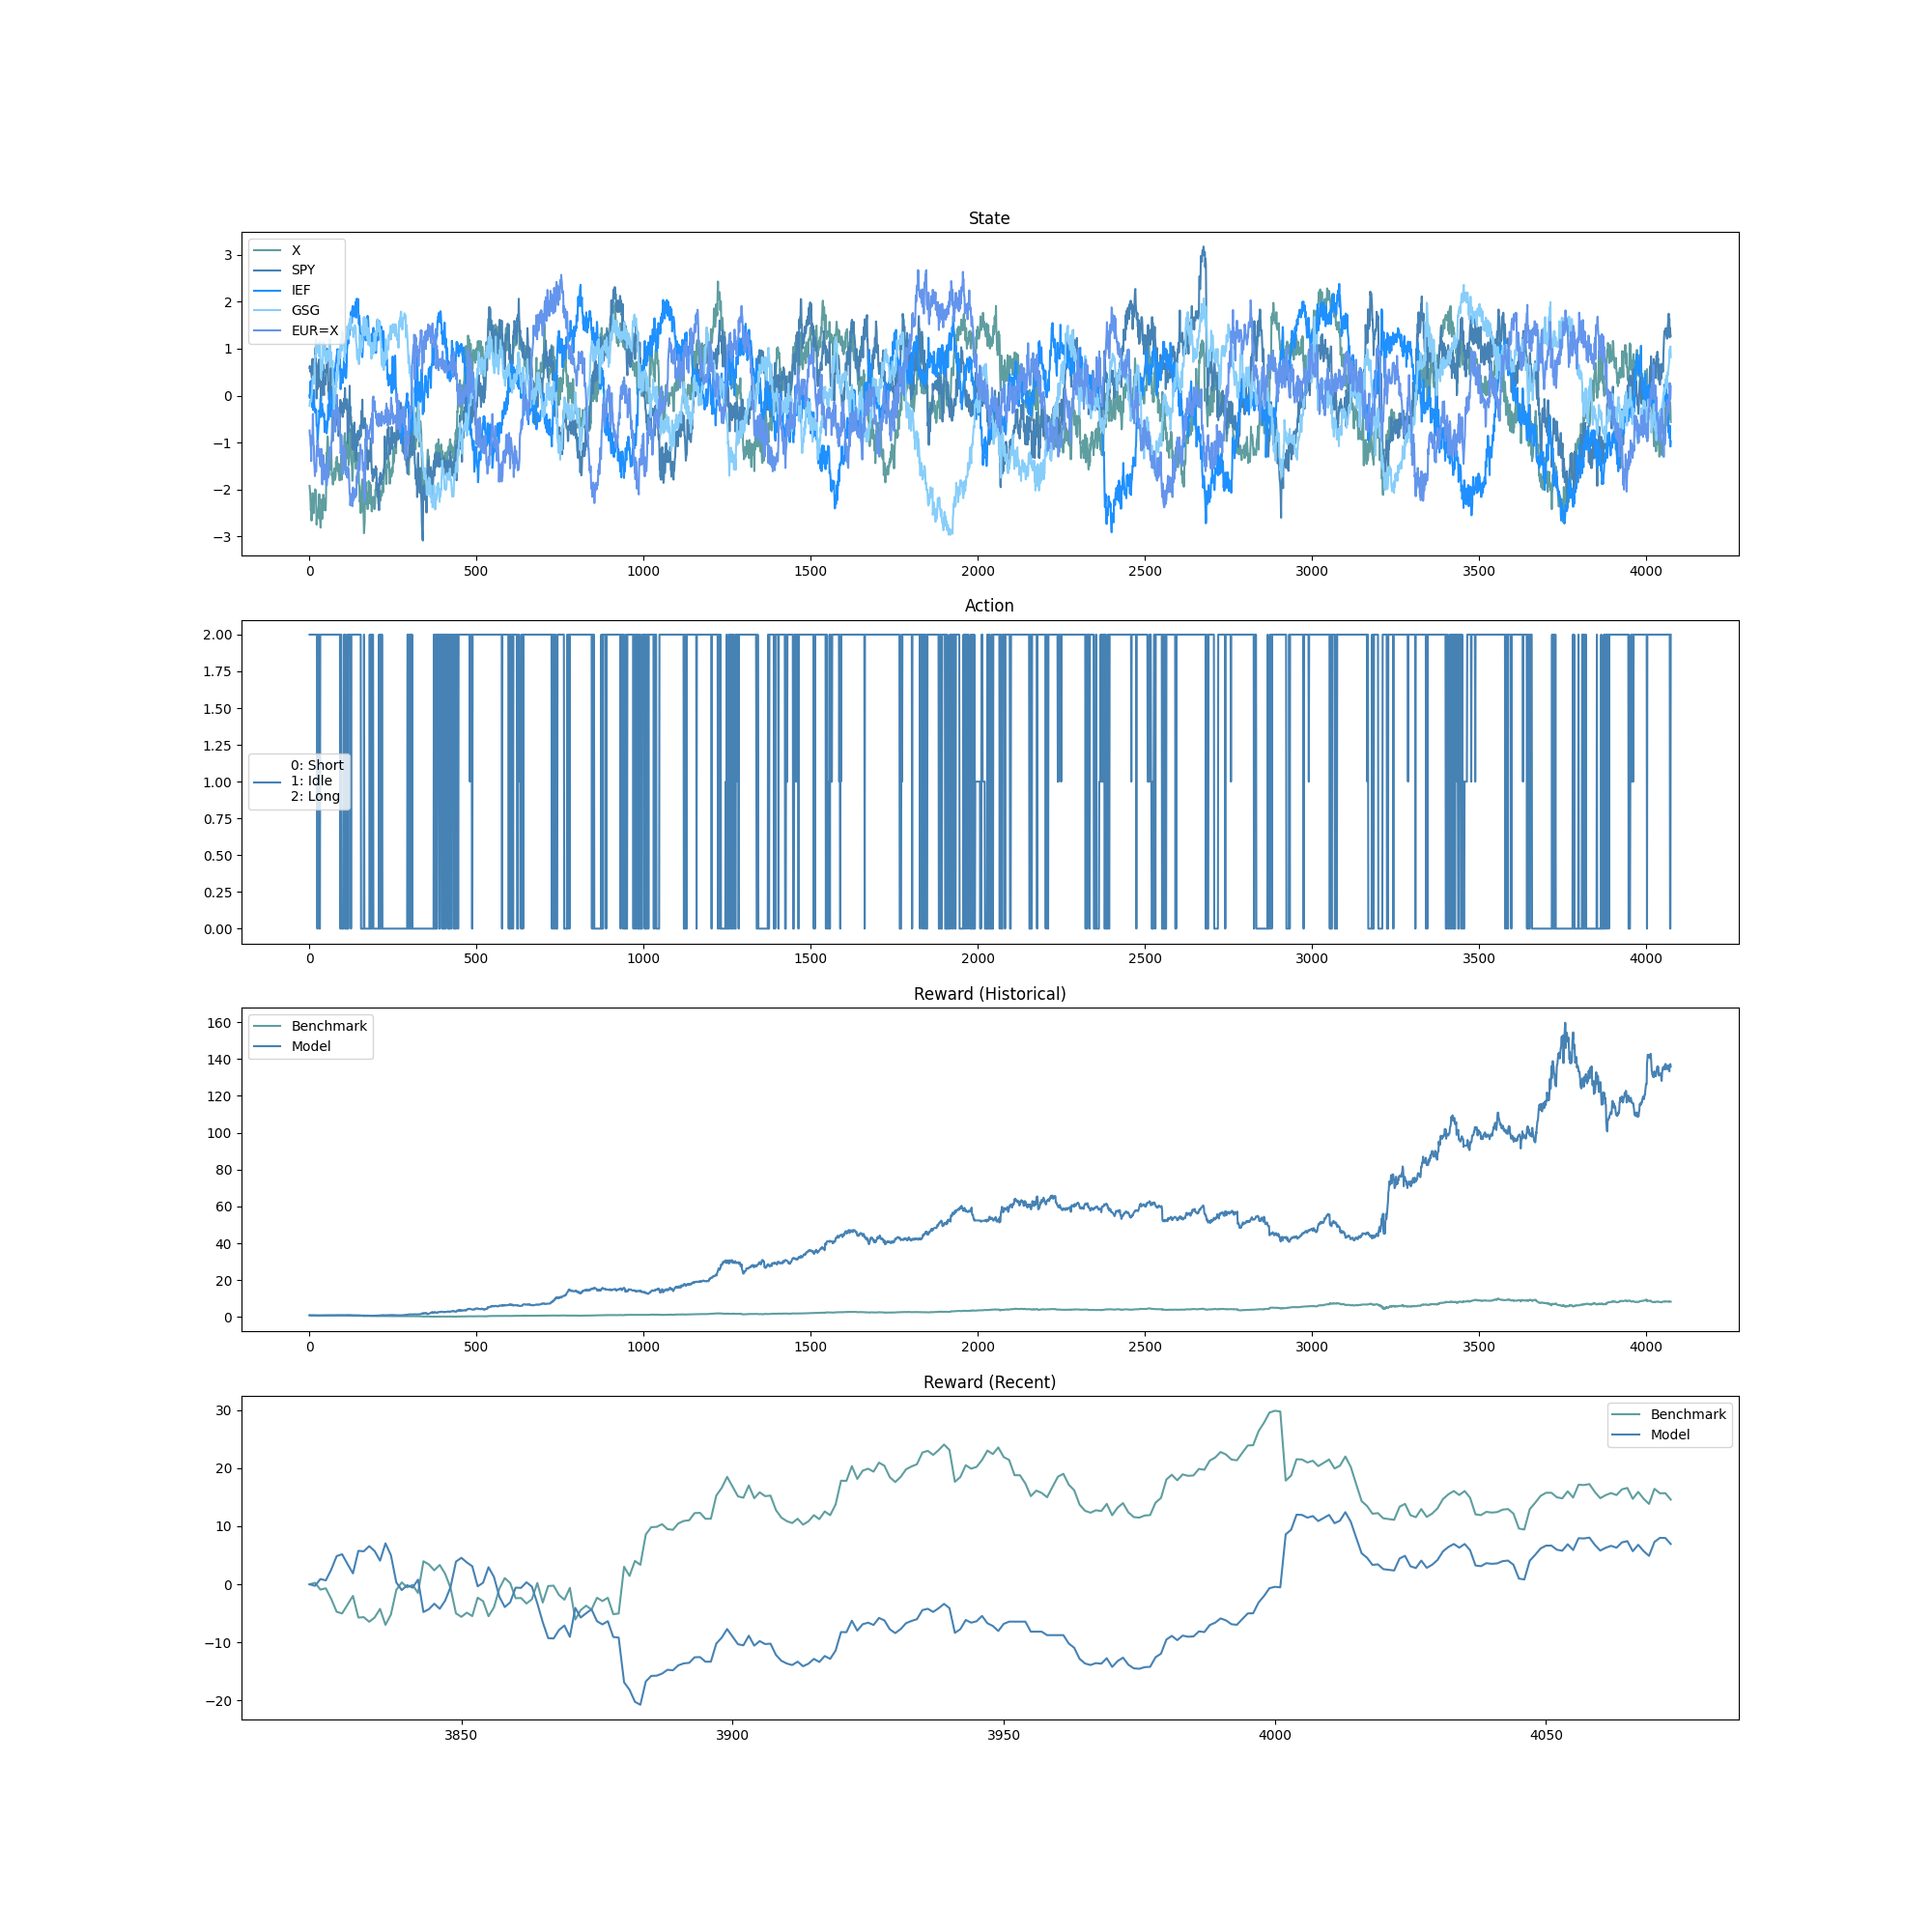 State
X
SPY
IEF
GSG
EUR=X
3
2
1
0
−1
−2
−3
0 500 1000 1500 2000 2500 3000 3500 4000
Action
2.00
1.75
1.50
1.25
1.00
0.75
0.50
0.25
0.00
0: Short
1: Idle
2: Long
0 500 1000 1500 2000 2500 3000 3500 4000
Reward (Historical)
Benchmark
Model
160
140
120
100
80
60
40
20
0
0 500 1000 1500 2000 2500 3000 3500 4000
Reward (Recent)
Benchmark
Model
30
20
10
0
−10
−20
3850 3900 3950 4000 4050